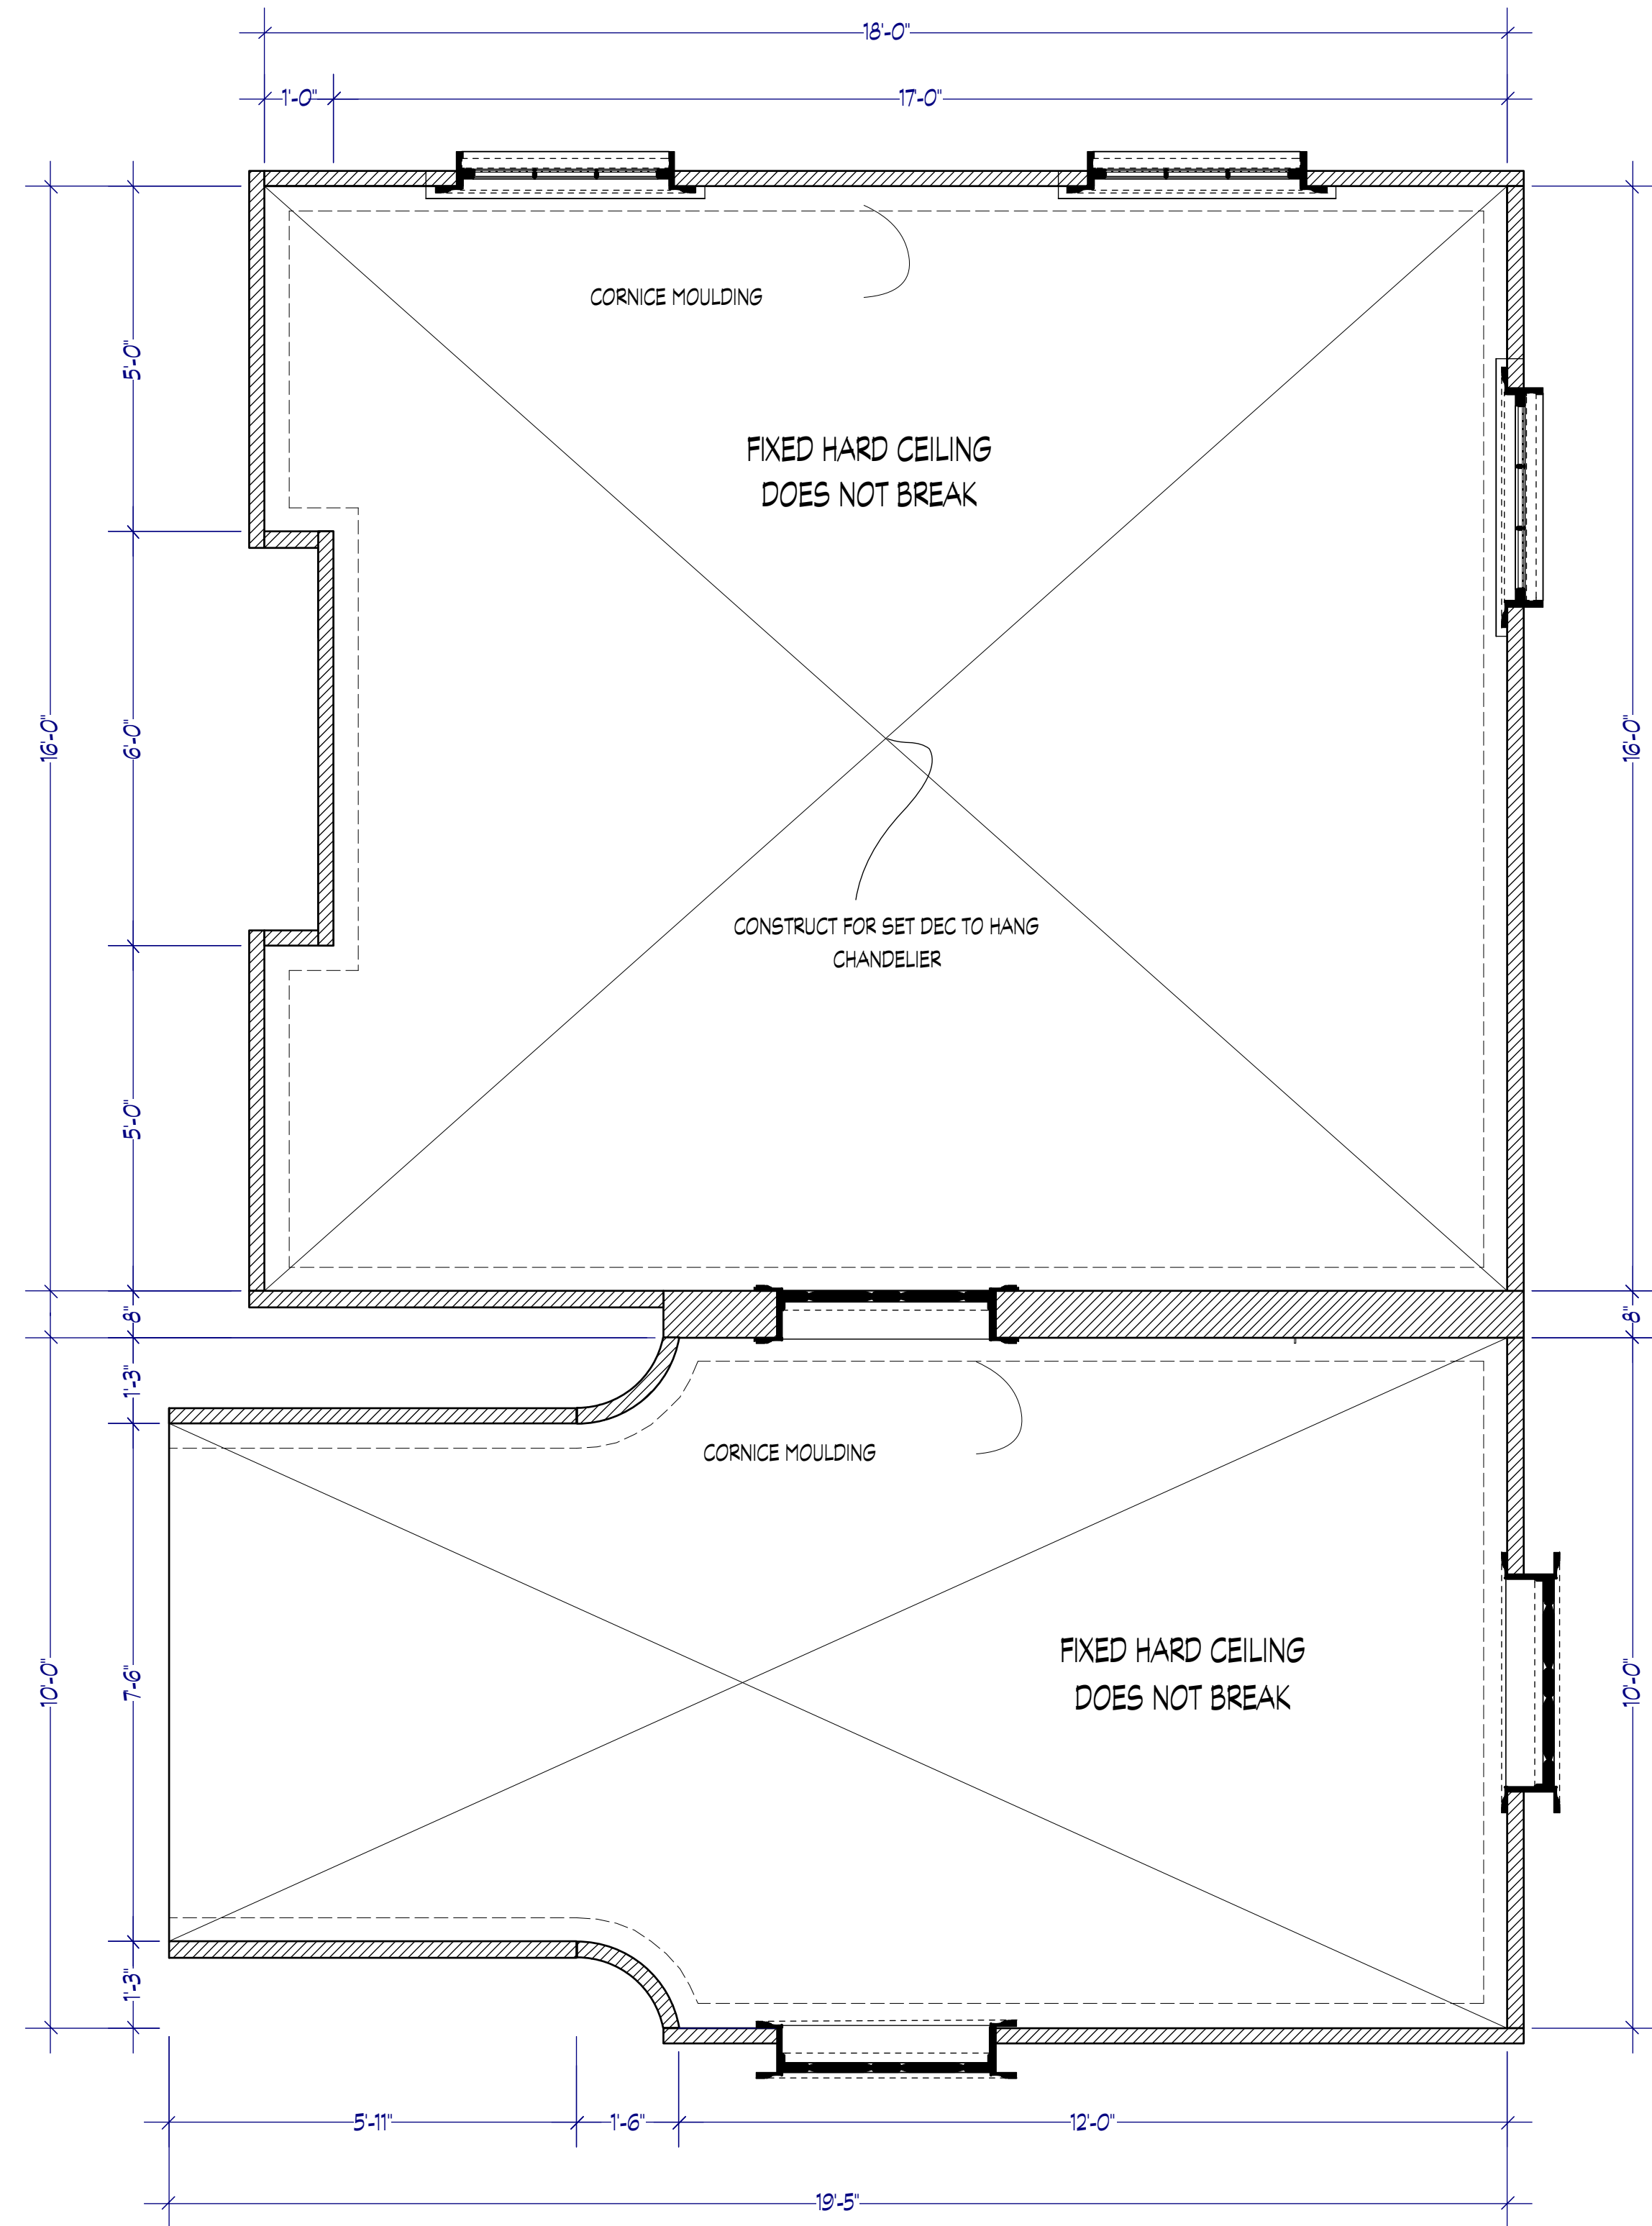 18'-0"
1'-0"
17'-0"
CORNICE MOULDING
5'-0"
FIXED HARD CEILING
DOES NOT BREAK
16'-0"
6'-0"
16'-0"
CONSTRUCT FOR SET DEC TO HANG
CHANDELIER
5'-0"
8"
8"
1'-3"
CORNICE MOULDING
FIXED HARD CEILING
DOES NOT BREAK
10'-0"
7'-6"
10'-0"
1'-3"
5'-11"
1'-6"
12'-0"
19'-5"